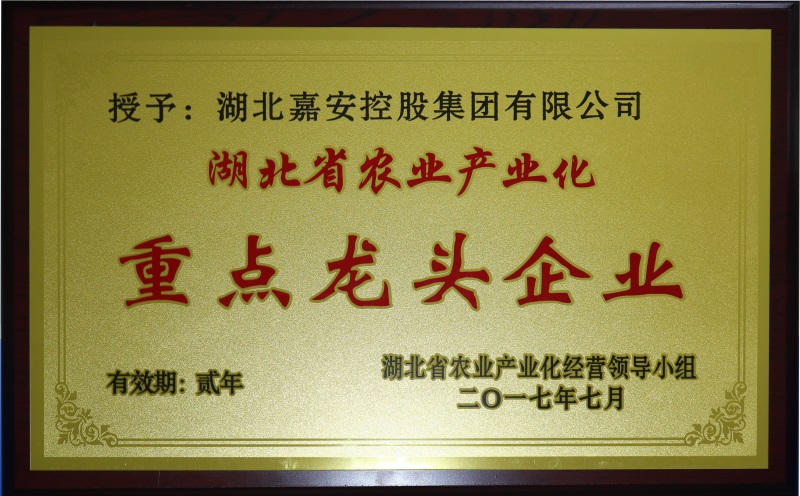 授予：湖北嘉安控股集团有限公司
湖北省农业产业化
重点龙头企业
有效期：贰年
湖北省农业产业化经营领导小组
二〇一七年七月